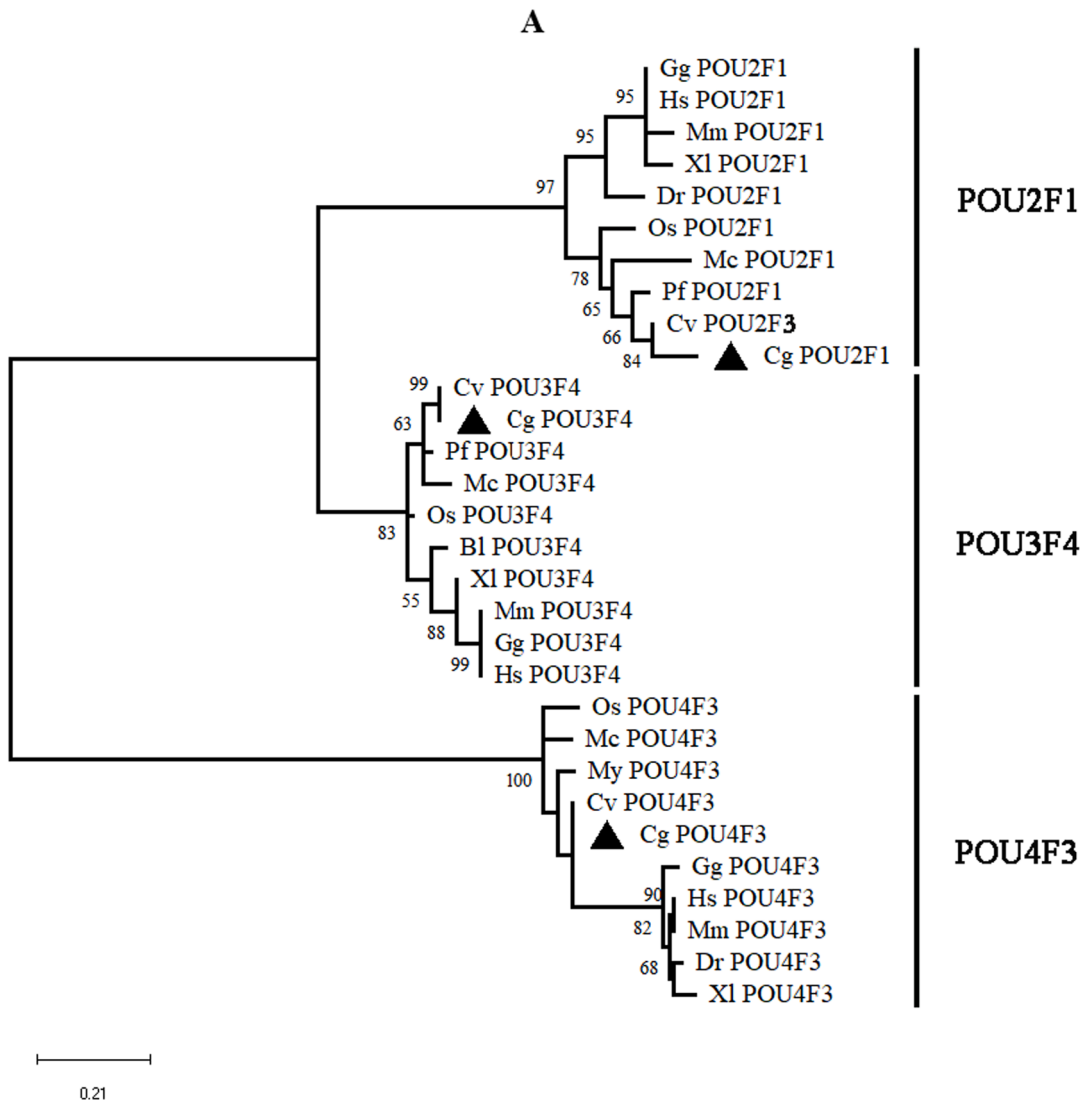 A
Gg POU2F1
95
Hs POU2F1
Mm POU2F1
95
Xl POU2F1
97
Dr POU2F1
POU2F1
Os POU2F1
Mc POU2F1
78
Pf POU2F1
65
Cv POU2F3
66
84
Cg POU2F1
99
Cv POU3F4
Cg POU3F4
63
Pf POU3F4
Mc POU3F4
Os POU3F4
83
POU3F4
Bl POU3F4
Xl POU3F4
55
Mm POU3F4
88
Gg POU3F4
99
Hs POU3F4
Os POU4F3
Mc POU4F3
My POU4F3
100
Cv POU4F3
Cg POU4F3
POU4F3
Gg POU4F3
90
Hs POU4F3
82
Mm POU4F3
68
Dr POU4F3
Xl POU4F3
0.21